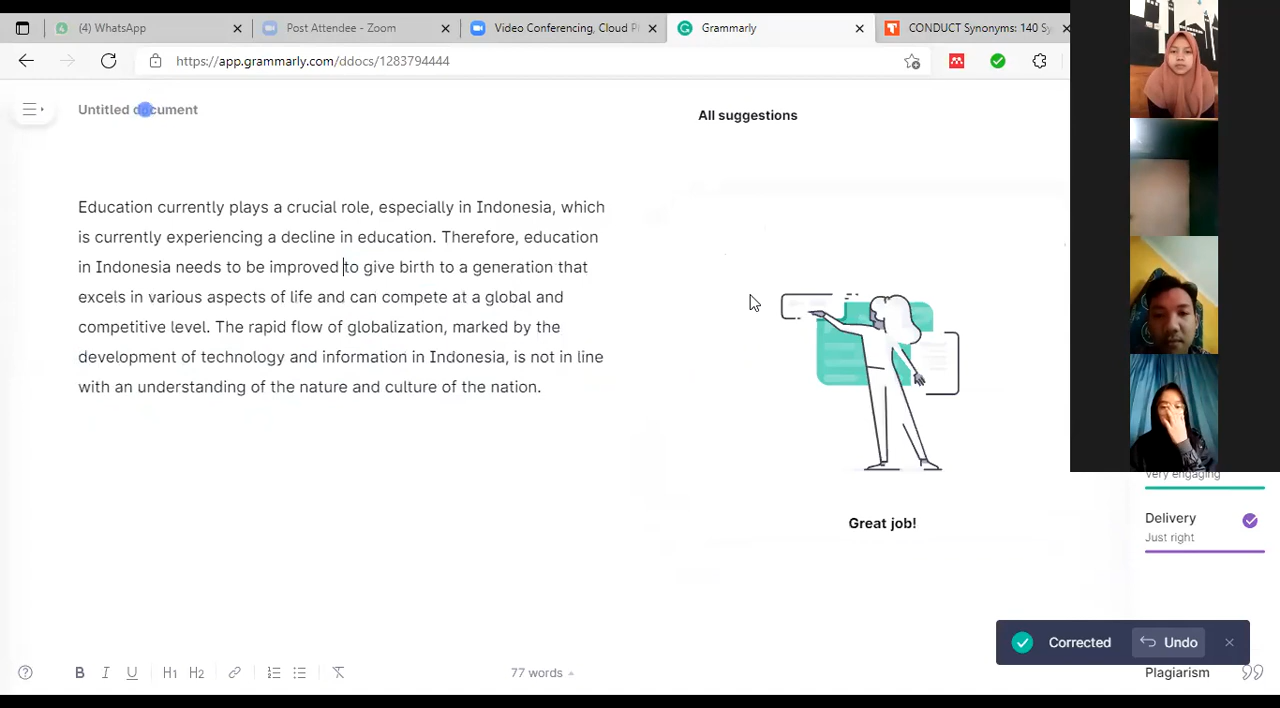 (4) WhatsApp
Post Attendee - Zoom
Video Conferencing, Cloud P
Grammarly
CONDUCT Synonyms: 140 Sy
https://app.grammarly.com/ddocs/1283794444
Untitled document
All suggestions
Education currently plays a crucial role, especially in Indonesia, which
is currently experiencing a decline in education. Therefore, education
in Indonesia needs to be improved to give birth to a generation that
excels in various aspects of life and can compete at a global and
competitive level. The rapid flow of globalization, marked by the
development of technology and information in Indonesia, is not in line
with an understanding of the nature and culture of the nation.
Great job!
Very engaging
Delivery
Just right
Corrected
Undo
B I U H1 H2
77 words
Plagiarism